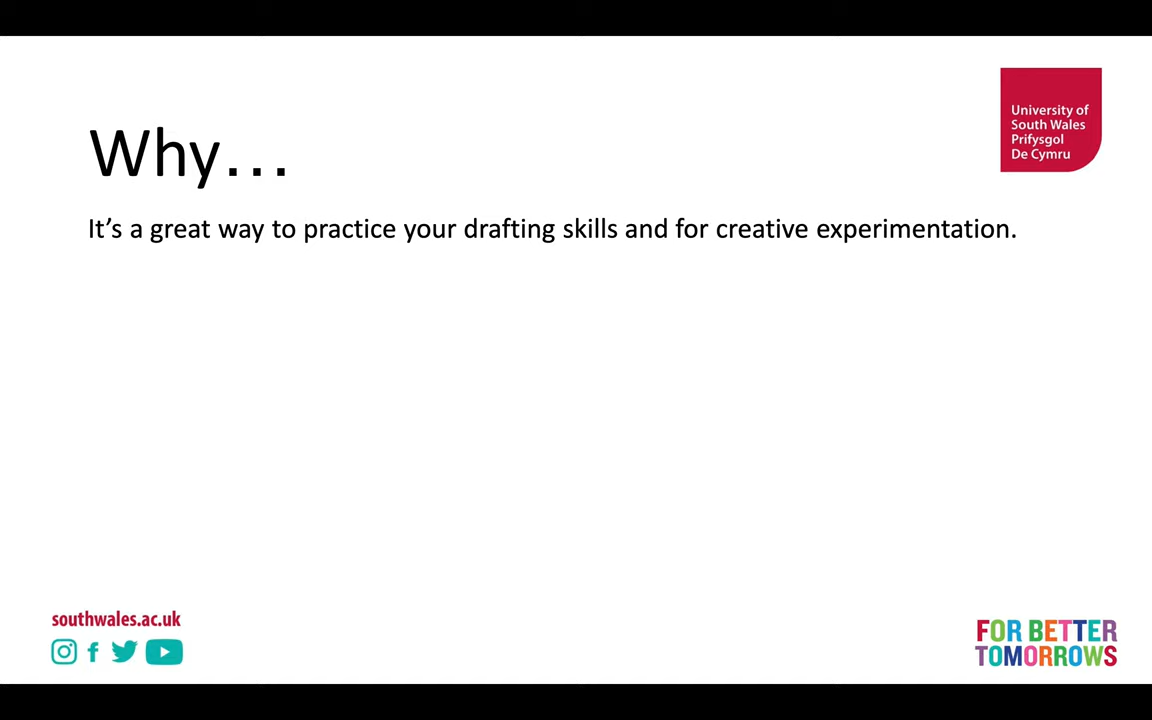 Why…
It’s a great way to practice your drafting skills and for creative experimentation.
University of
South Wales
Prifysgol
De Cymru
southwales.ac.uk
FOR BETTER
TOMORROWS